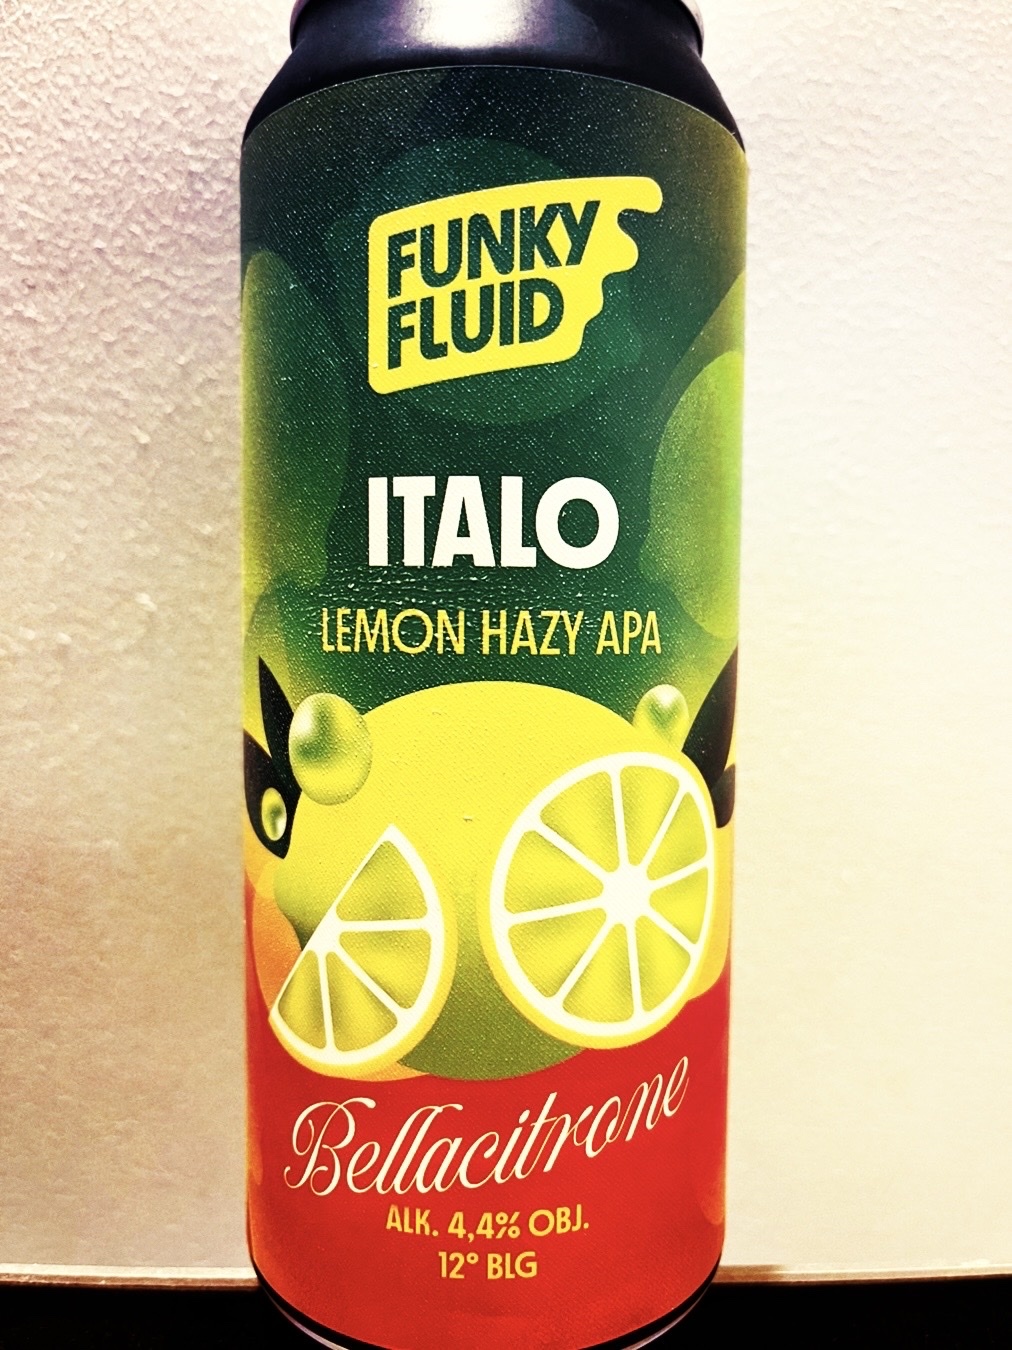 FUNKY
FLUID
ITALO
LEMON HAZY APA
Bellacitrone
ALK. 4,4% OBJ.
12° BLG